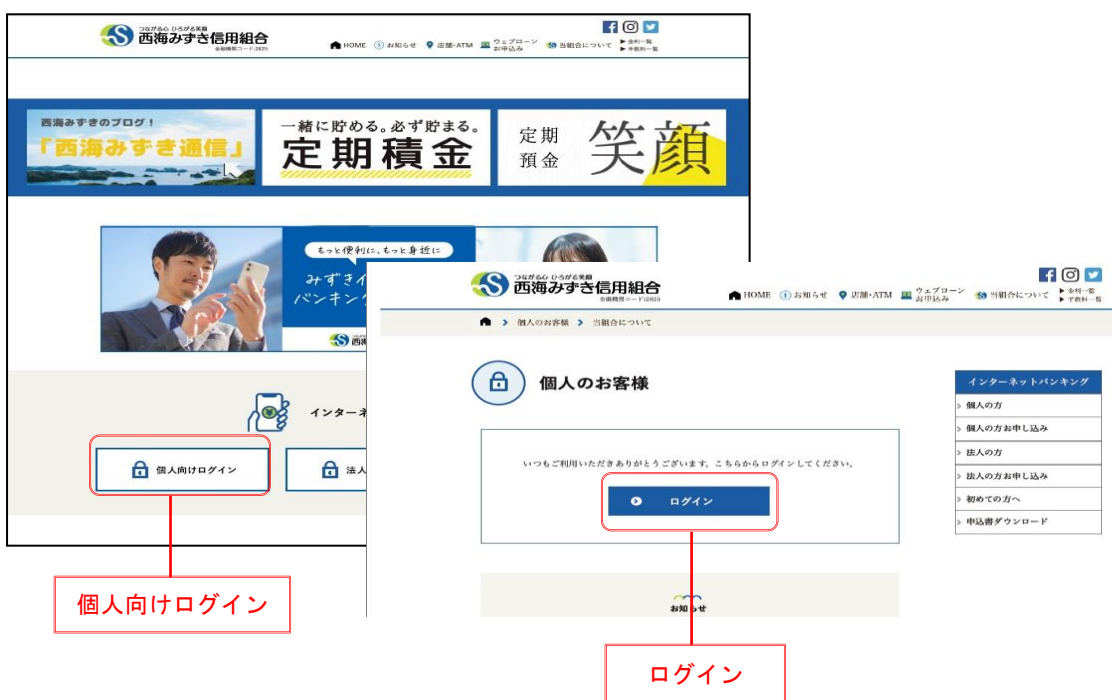 つながる心 ひろがる笑顔
西海みずき信用組合
金融機関コード:2825
HOME お知らせ 店舗・ATM ウェブローンお申込み 当組合について ▶金利一覧 ▶手数料一覧
西海みずきのブログ!
「西海みずき通信」
一緒に貯める。必ず貯まる。
定期積金
定期
預金
笑顔
もっと便利に、もっと身近に
みずきイ
バンキング
西海
インターネ
個人向けログイン
法人
個人向けログイン
つながる心 ひろがる笑顔
西海みずき信用組合
金融機関コード:2825
HOME お知らせ 店舗・ATM ウェブローンお申込み 当組合について ▶金利一覧 ▶手数料一覧
> 個人のお客様 > 当組合について
個人のお客様
いつもご利用いただきありがとうございます。こちらからログインしてください。
ログイン
インターネットバンキング
> 個人の方
> 個人の方お申し込み
> 法人の方
> 法人の方お申し込み
> 初めての方へ
> 申込書ダウンロード
お知らせ
ログイン